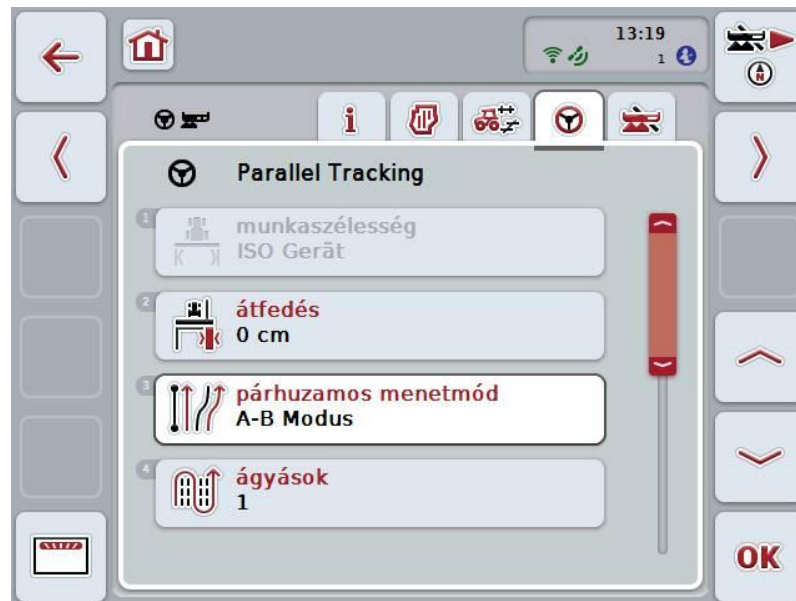 13:19
1
N
i
Parallel Tracking
1
munkaszélesség
ISO Gerät
2
átfedés
0 cm
3
párhuzamos menetmód
A-B Modus
4
ágyások
1
OK